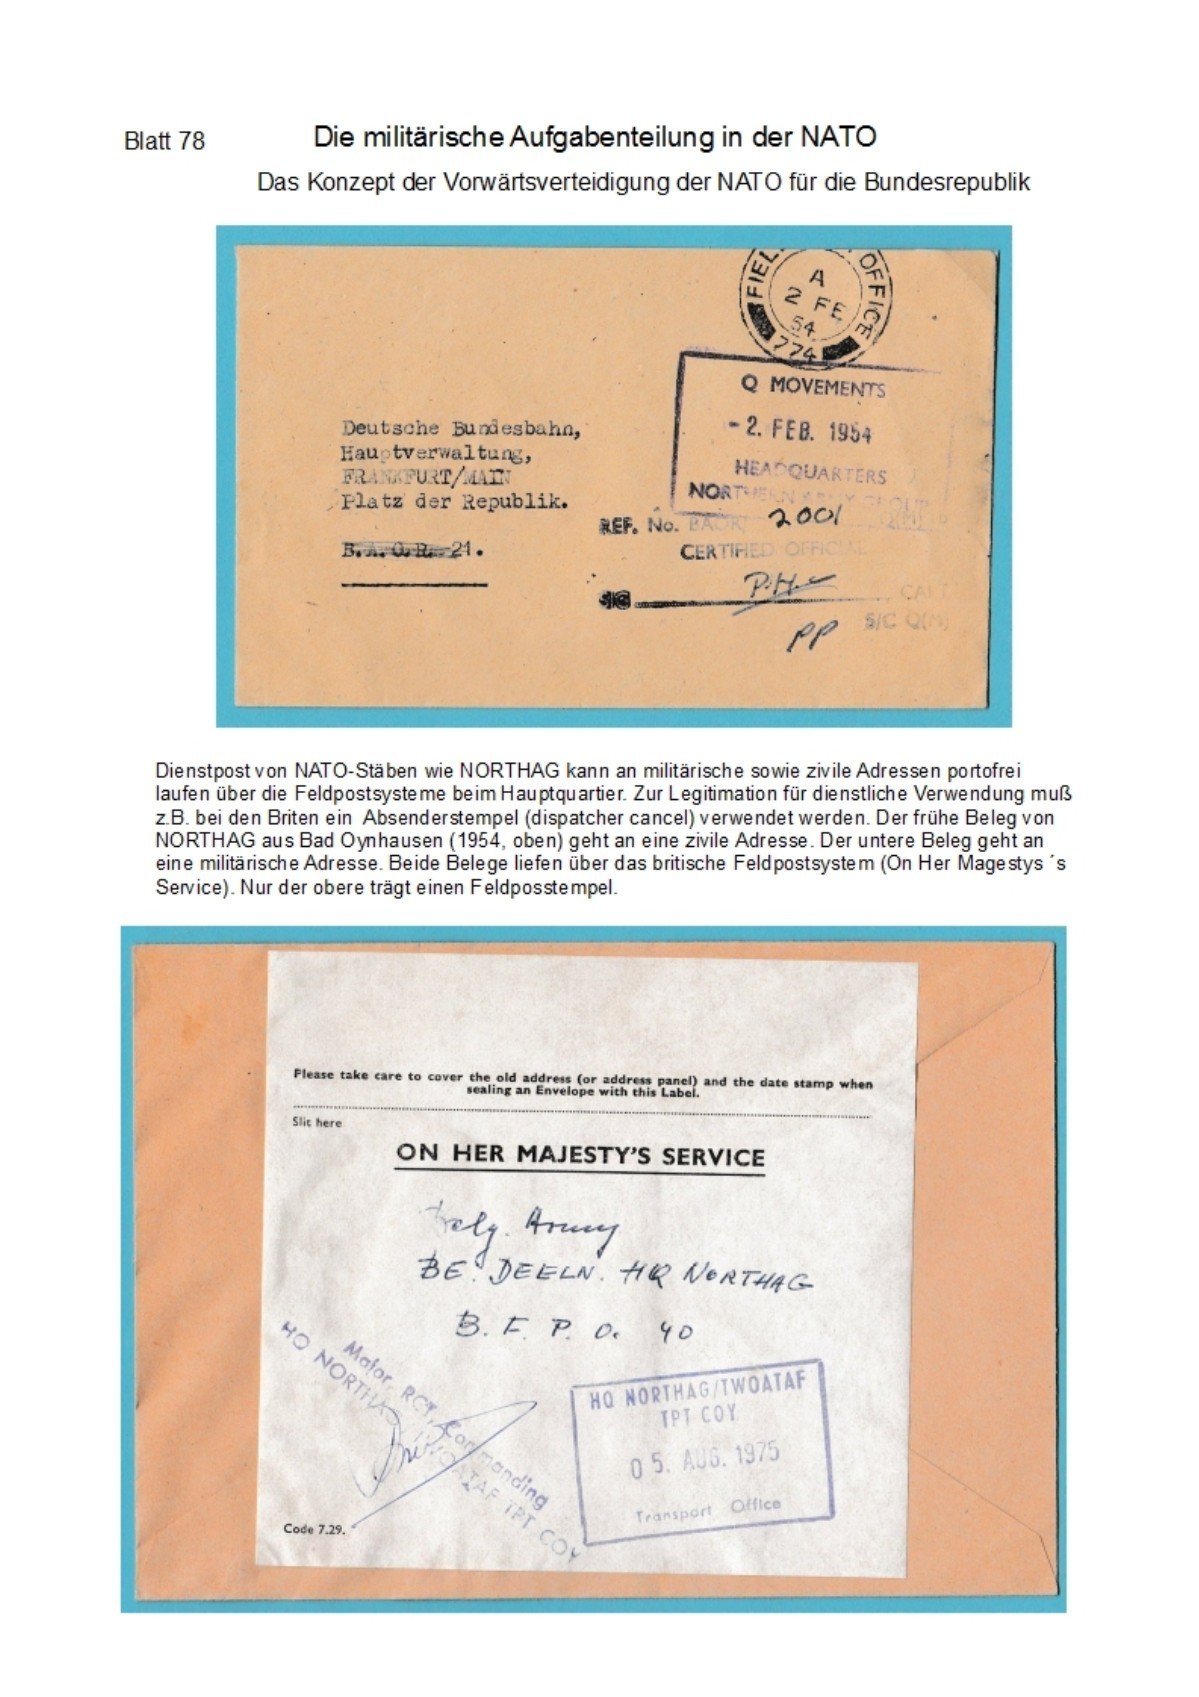 Blatt 78
Die militärische Aufgabenteilung in der NATO
Das Konzept der Vorwärtsverteidigung der NATO für die Bundesrepublik
FIELD OFFICE
A
2 FE
54
774
Q MOVEMENTS
- 2. FEB. 1954
HEADQUARTERS
NORTHERN ARMY GROUP
Deutsche Bundesbahn,
Hauptverwaltung,
FRANKFURT/MAIN
Platz der Republik.
B.A.O.R. 21.
REF. No. BAOR 2001 Q(M)
CERTIFIED OFFICIAL
CAPT
S/C Q(M)
PP
Dienstpost von NATO-Stäben wie NORTHAG kann an militärische sowie zivile Adressen portofrei
laufen über die Feldpostsysteme beim Hauptquartier. Zur Legitimation für dienstliche Verwendung muß
z.B. bei den Briten ein Absenderstempel (dispatcher cancel) verwendet werden. Der frühe Beleg von
NORTHAG aus Bad Oynhausen (1954, oben) geht an eine zivile Adresse. Der untere Beleg geht an
eine militärische Adresse. Beide Belege liefen über das britische Feldpostsystem (On Her Magestys ´s
Service). Nur der obere trägt einen Feldposstempel.
Please take care to cover the old address (or address panel) and the date stamp when
sealing an Envelope with this Label.
Slit here
ON HER MAJESTY'S SERVICE
Belg. Army
BE. DEELN. HQ NORTHAG
B. F. P. O. 40
Major, RCT, Commanding
HQ NORTHAG TWOATAF TPT COY
HQ NORTHAG/TWOATAF
TPT COY
05. AUG. 1975
Transport Office
Code 7.29.